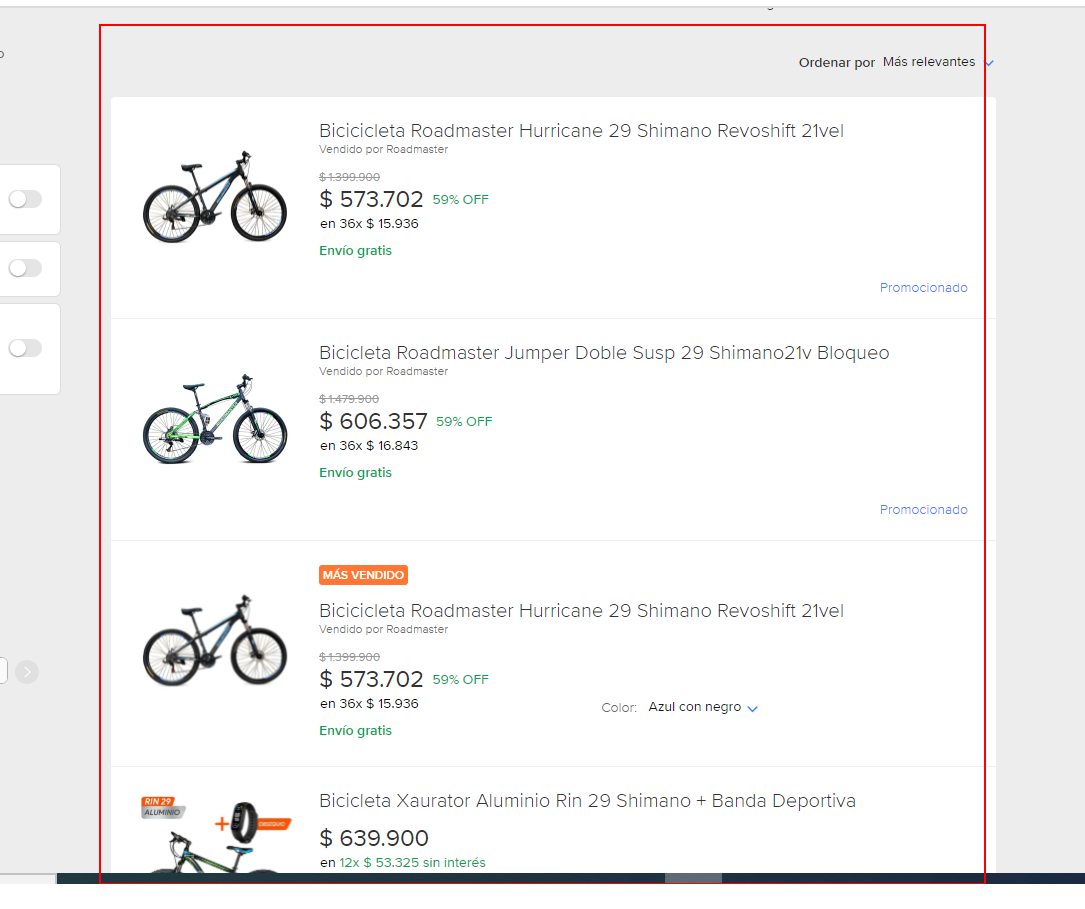 Ordenar por Más relevantes
Bicicicleta Roadmaster Hurricane 29 Shimano Revoshift 21vel
Vendido por Roadmaster
$ 1.399.900
$ 573.702 59% OFF
en 36x $ 15.936
Envío gratis
Promocionado
Bicicleta Roadmaster Jumper Doble Susp 29 Shimano21v Bloqueo
Vendido por Roadmaster
$ 1.479.900
$ 606.357 59% OFF
en 36x $ 16.843
Envío gratis
Promocionado
MÁS VENDIDO
Bicicicleta Roadmaster Hurricane 29 Shimano Revoshift 21vel
Vendido por Roadmaster
$ 1.399.900
$ 573.702 59% OFF
en 36x $ 15.936
Color: Azul con negro
Envío gratis
RIN 29
ALUMINIO
Bicicleta Xaurator Aluminio Rin 29 Shimano + Banda Deportiva
$ 639.900
en 12x $ 53.325 sin interés